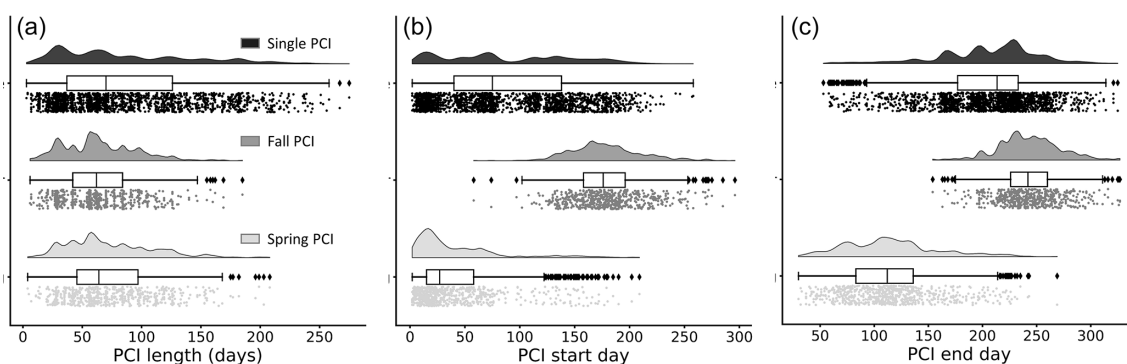 (a)
Single PCI
Fall PCI
Spring PCI
0 50 100 150 200 250
PCI length (days)
(b)
0 50 100 150 200 250 300
PCI start day
(c)
50 100 150 200 250 300
PCI end day